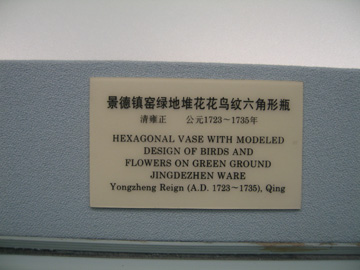 景德镇窑绿地堆花花鸟纹六角形瓶
清雍正 公元1723~1735年
HEXAGONAL VASE WITH MODELED
DESIGN OF BIRDS AND
FLOWERS ON GREEN GROUND
JINGDEZHEN WARE
Yongzheng Reign (A.D. 1723~1735), Qing